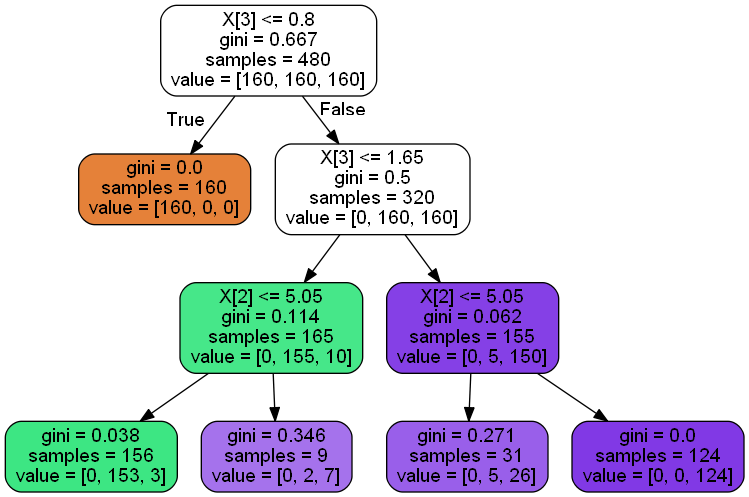 X[3] <= 0.8
gini = 0.667
samples = 480
value = [160, 160, 160]
True
False
gini = 0.0
samples = 160
value = [160, 0, 0]
X[3] <= 1.65
gini = 0.5
samples = 320
value = [0, 160, 160]
X[2] <= 5.05
gini = 0.114
samples = 165
value = [0, 155, 10]
X[2] <= 5.05
gini = 0.062
samples = 155
value = [0, 5, 150]
gini = 0.038
samples = 156
value = [0, 153, 3]
gini = 0.346
samples = 9
value = [0, 2, 7]
gini = 0.271
samples = 31
value = [0, 5, 26]
gini = 0.0
samples = 124
value = [0, 0, 124]